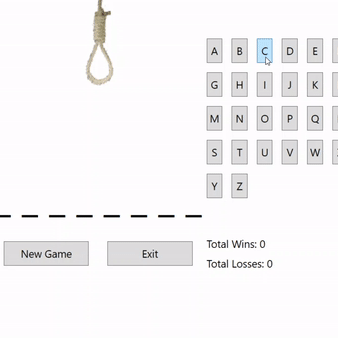 A B C D E
G H I J K
M N O P Q
S T U V W
Y Z
New Game Exit
Total Wins: 0
Total Losses: 0